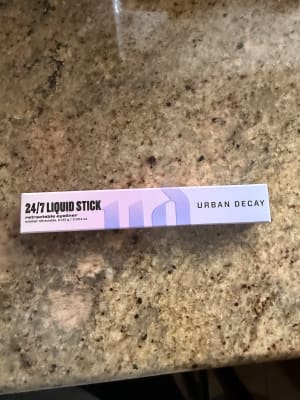 24/7 LIQUID STICK
retractable eyeliner
URBAN DECAY